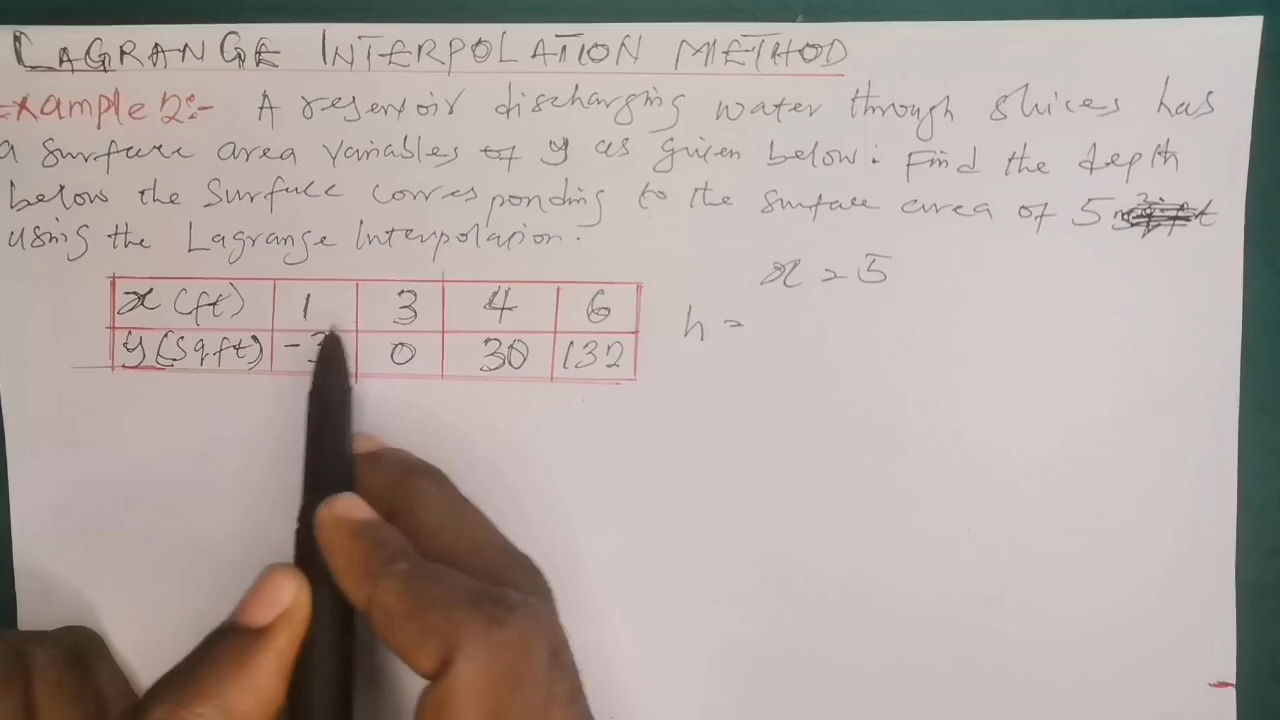 LAGRANGE INTERPOLATION METHOD
Example 2:- A reservoir discharging water through sluices has
a surface area variables of y as given below: Find the depth
below the surface corresponding to the surface area of 5
using the Lagrange Interpolation.
x = 5
x (ft) 1 3 4 6
h =
y (sqft) -3 0 30 132